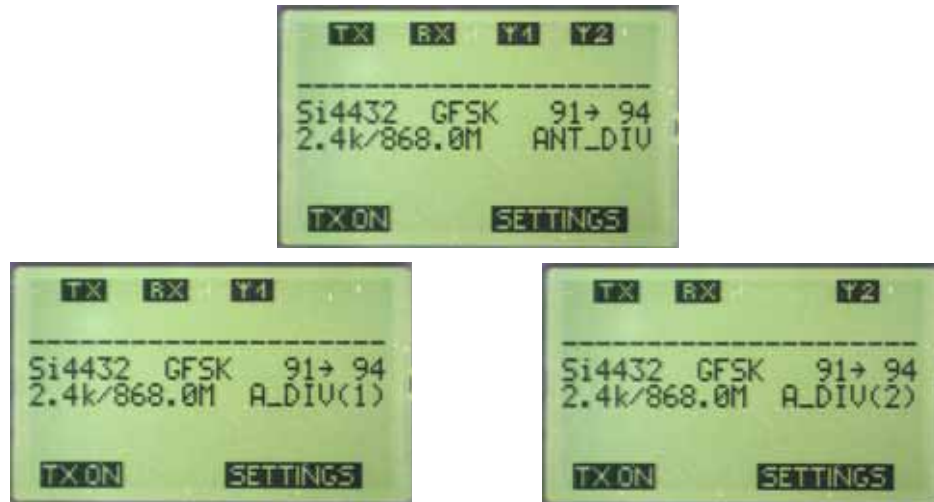 TX RX Y1 Y2
Si4432 GFSK 91→ 94
2.4k/868.0M ANT_DIV
TX ON SETTINGS
TX RX Y1
Si4432 GFSK 91→ 94
2.4k/868.0M A_DIV(1)
TX ON SETTINGS
TX RX Y2
Si4432 GFSK 91→ 94
2.4k/868.0M A_DIV(2)
TX ON SETTINGS